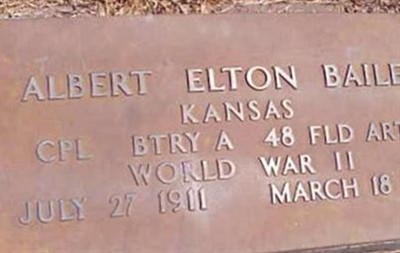 ALBERT ELTON BAILE
KANSAS
CPL BTRY A 48 FLD ART
WORLD WAR II
JULY 27 1911 MARCH 18